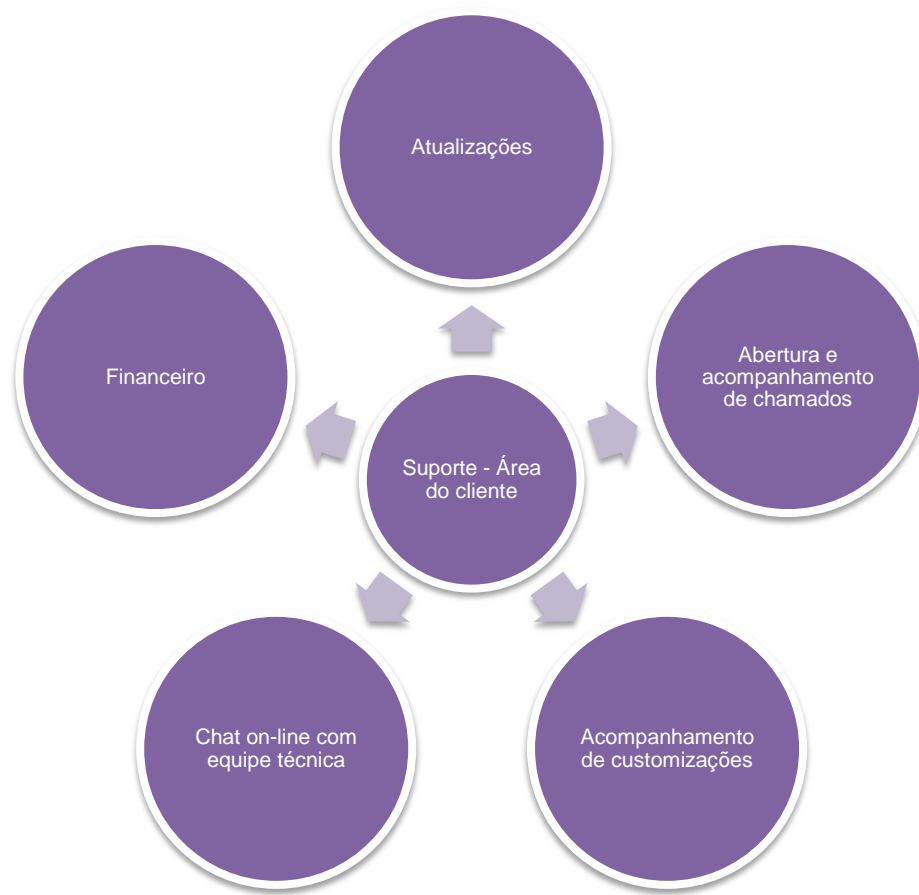 Atualizações
Financeiro
Abertura e
acompanhamento
de chamados
Suporte - Área
do cliente
Chat on-line com
equipe técnica
Acompanhamento
de customizações